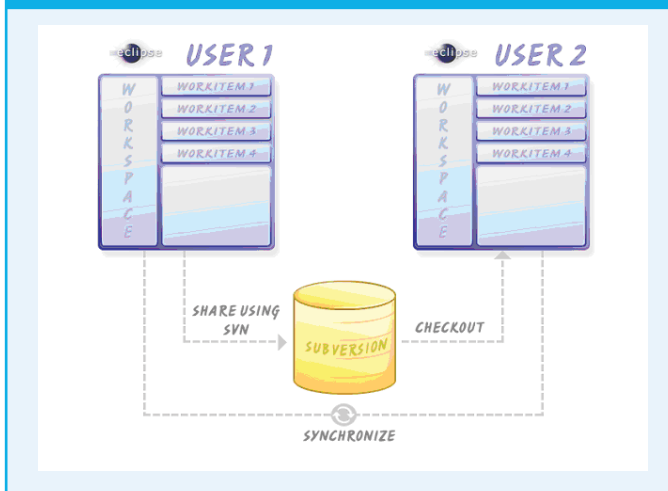 eclipse USER 1
eclipse USER 2
WORKSPACE
WORKITEM 1
WORKITEM 2
WORKITEM 3
WORKITEM 4
WORKSPACE
WORKITEM 1
WORKITEM 2
WORKITEM 3
WORKITEM 4
SHARE USING
SVN
SUBVERSION
CHECKOUT
SYNCHRONIZE